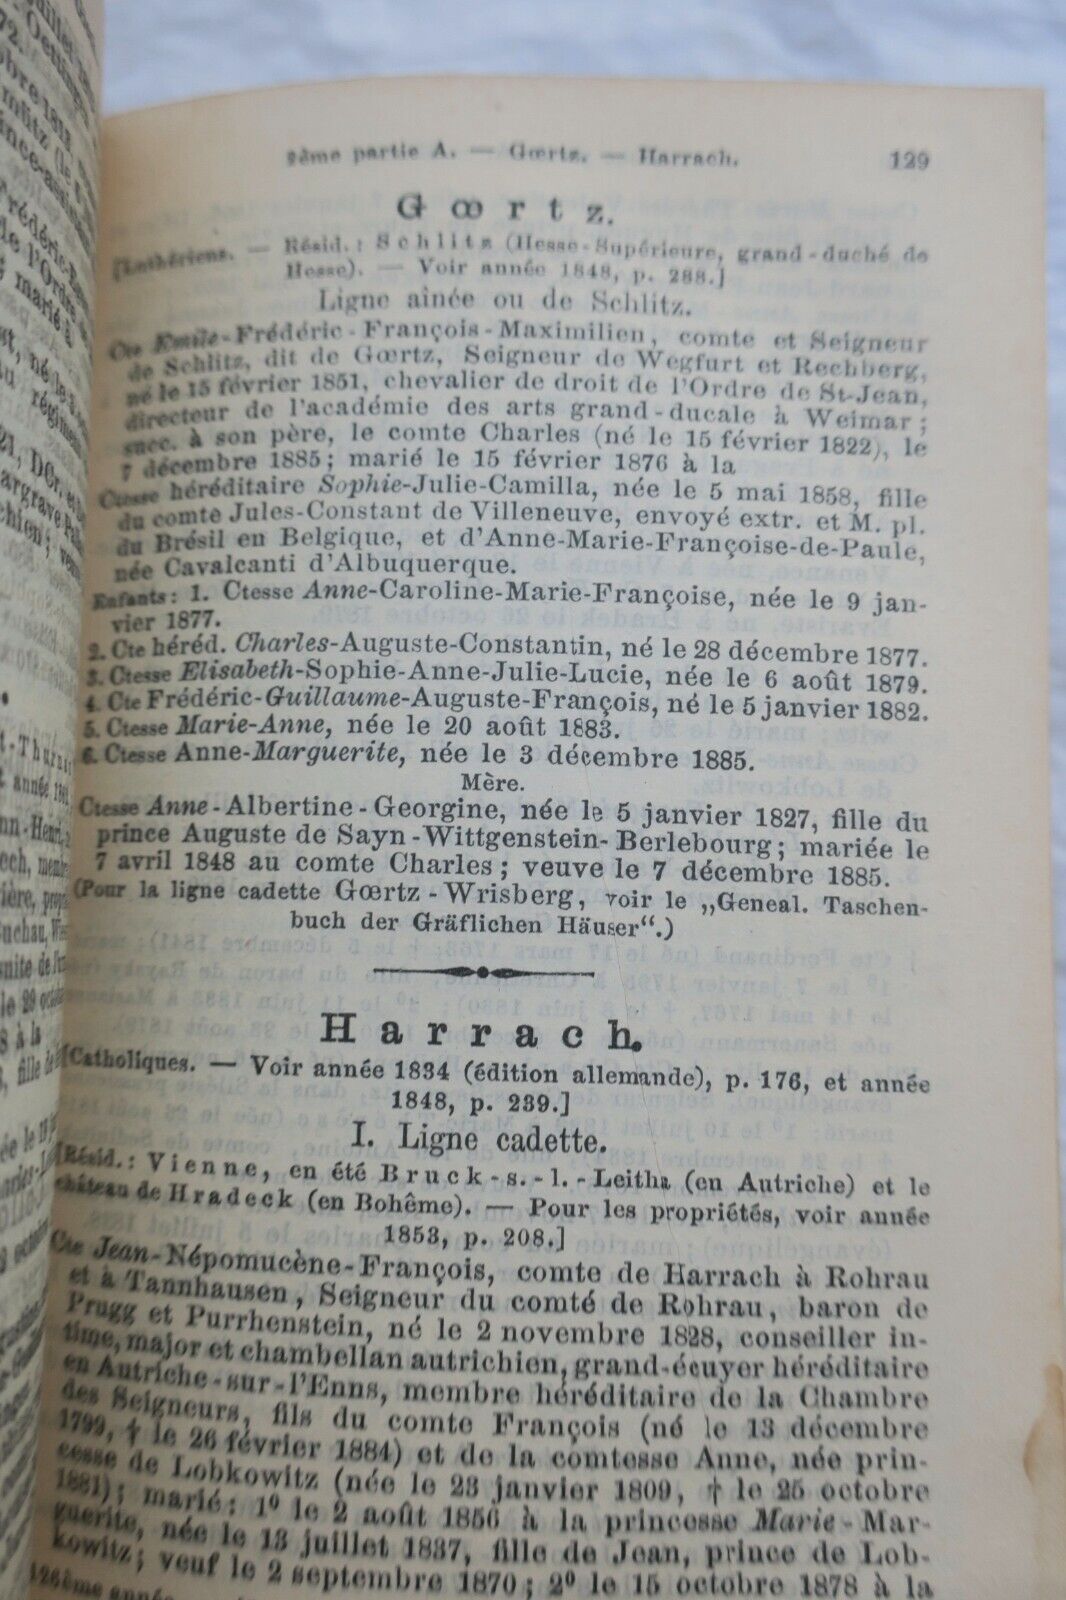 2ème partie A. — Gœrtz. — Harrach. 129
Gœrtz.
[Luthériens. — Résid.: Schlitz (Hesse-Supérieure, grand-duché de
Hesse). — Voir année 1848, p. 288.]
Ligne aînée ou de Schlitz.
Cte Emile-Frédéric-François-Maximilien, comte et Seigneur
de Schlitz, dit de Gœrtz, Seigneur de Wegfurt et Rechberg,
né le 15 février 1851, chevalier de droit de l'Ordre de St-Jean,
directeur de l'académie des arts grand-ducale à Weimar;
succ. à son père, le comte Charles (né le 15 février 1822), le
7 décembre 1885; marié le 15 février 1876 à la
Ctesse héréditaire Sophie-Julie-Camilla, née le 5 mai 1858, fille
du comte Jules-Constant de Villeneuve, envoyé extr. et M. pl.
du Brésil en Belgique, et d'Anne-Marie-Françoise-de-Paule,
née Cavalcanti d'Albuquerque.
Enfants: 1. Ctesse Anne-Caroline-Marie-Françoise, née le 9 jan-
vier 1877.
2. Cte héréd. Charles-Auguste-Constantin, né le 28 décembre 1877.
3. Ctesse Elisabeth-Sophie-Anne-Julie-Lucie, née le 6 août 1879.
4. Cte Frédéric-Guillaume-Auguste-François, né le 5 janvier 1882.
5. Ctesse Marie-Anne, née le 20 août 1883.
6. Ctesse Anne-Marguerite, née le 3 décembre 1885.
Mère.
Ctesse Anne-Albertine-Georgine, née le 5 janvier 1827, fille du
prince Auguste de Sayn-Wittgenstein-Berlebourg; mariée le
7 avril 1848 au comte Charles; veuve le 7 décembre 1885.
(Pour la ligne cadette Gœrtz-Wrisberg, voir le „Geneal. Taschen-
buch der Gräflichen Häuser“.)
Harrach.
[Catholiques. — Voir année 1834 (édition allemande), p. 176, et année
1848, p. 239.]
I. Ligne cadette.
[Résid.: Vienne, en été Bruck-s.-l.-Leitha (en Autriche) et le
château de Hradeck (en Bohême). — Pour les propriétés, voir année
1853, p. 208.]
Cte Jean-Népomucène-François, comte de Harrach à Rohrau
et à Tannhausen, Seigneur du comté de Rohrau, baron de
Prugg et Purrhenstein, né le 2 novembre 1828, conseiller in-
time, major et chambellan autrichien, grand-écuyer héréditaire
en Autriche-sur-l'Enns, membre héréditaire de la Chambre
des Seigneurs, fils du comte François (né le 13 décembre
1799, † le 26 février 1884) et de la comtesse Anne, née prin-
cesse de Lobkowitz (née le 23 janvier 1809, † le 25 octobre
1881); marié: 1º le 2 août 1856 à la princesse Marie-Mar-
guerite, née le 13 juillet 1837, fille de Jean, prince de Lob-
kowitz; veuf le 2 septembre 1870; 2º le 15 octobre 1878 à la
126ème année